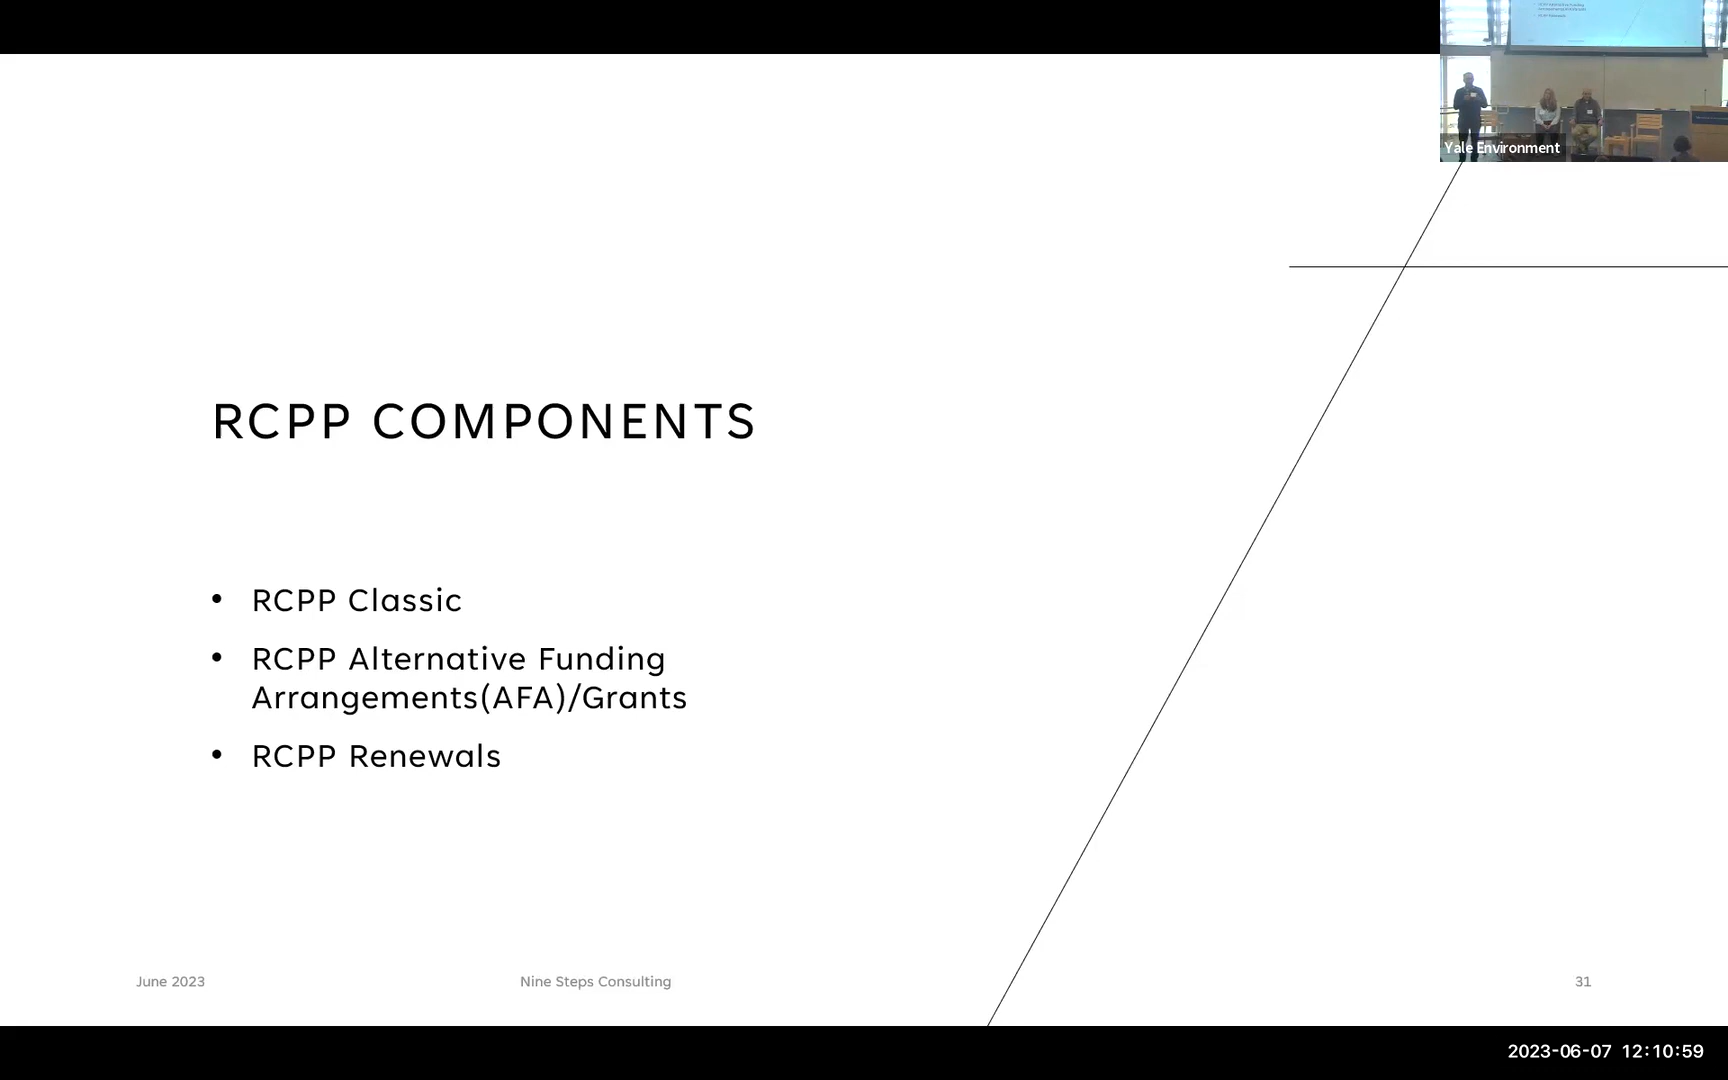 Yale Environment
RCPP COMPONENTS
• RCPP Classic
• RCPP Alternative Funding
Arrangements(AFA)/Grants
• RCPP Renewals
June 2023
Nine Steps Consulting
31
2023-06-07 12:10:59